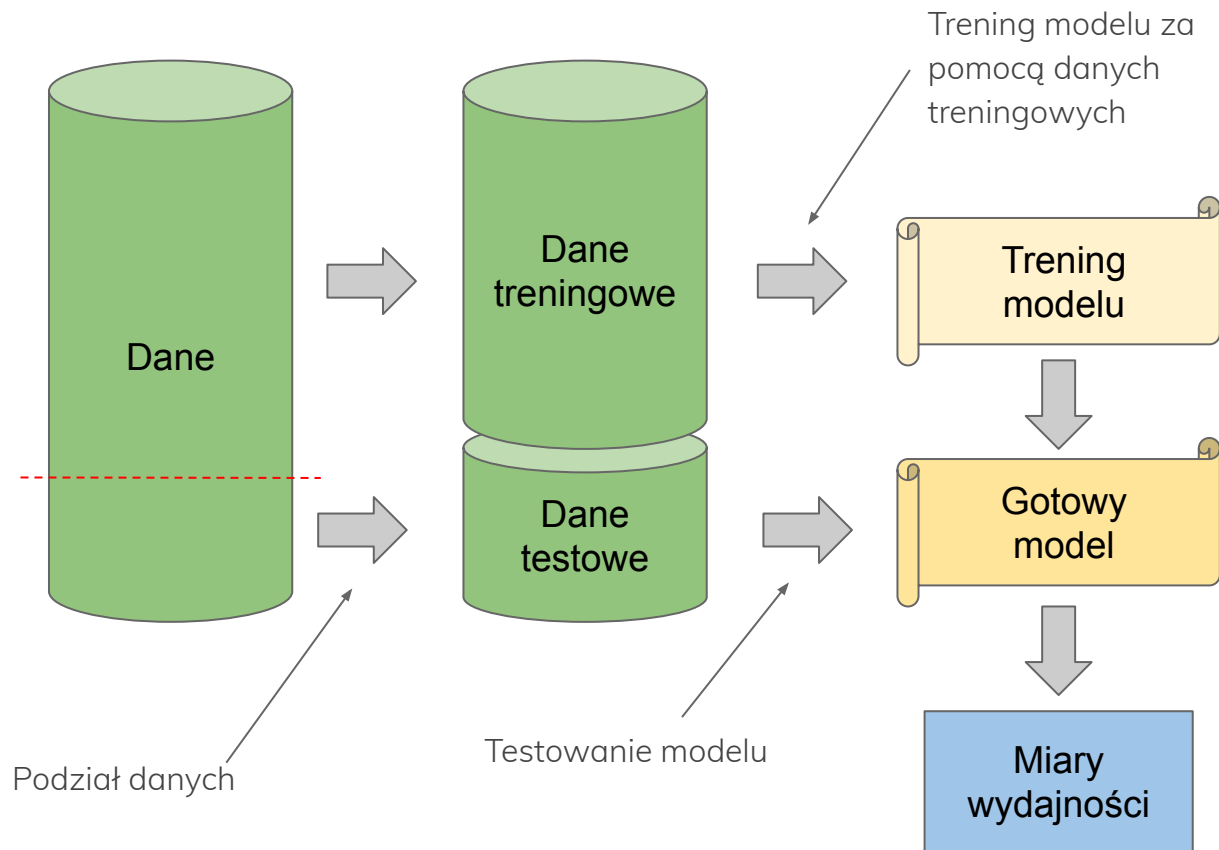 Trening modelu za
pomocą danych
treningowych
Dane
Dane
treningowe
Trening
modelu
Dane
testowe
Gotowy
model
Podział danych
Testowanie modelu
Miary
wydajności